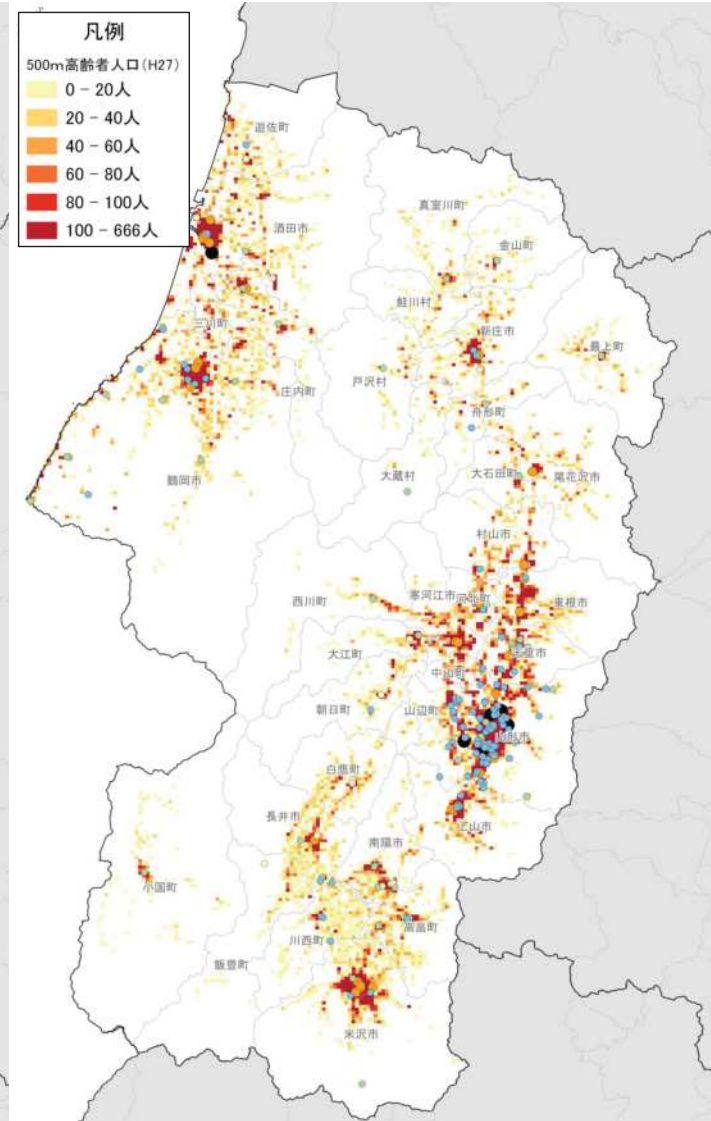 凡例
500m高齢者人口(H27)
0 - 20人
20 - 40人
40 - 60人
60 - 80人
80 - 100人
100 - 666人
遊佐町
真室川町
酒田市
金山町
鮭川村
三川町
新庄市
最上町
戸沢村
庄内町
舟形町
鶴岡市
大蔵村
大石田町
尾花沢市
村山市
西川町
寒河江市
河北町
東根市
大江町
天童市
中山町
朝日町
山辺町
山形市
白鷹町
長井市
上山市
南陽市
小国町
高畠町
川西町
飯豊町
米沢市